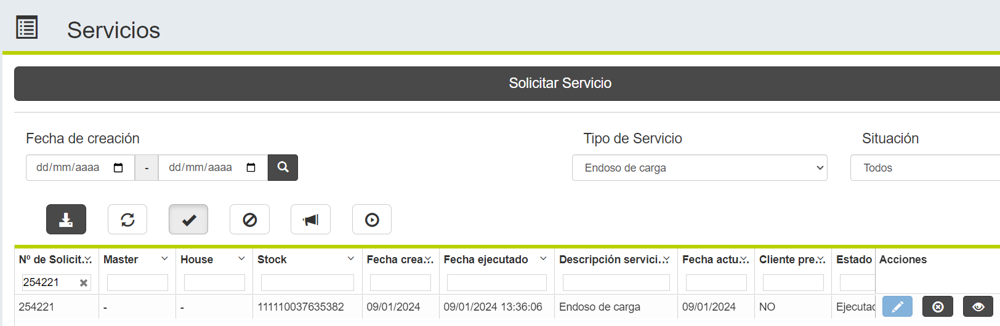 Servicios
Solicitar Servicio
Fecha de creación
Tipo de Servicio
Situación
dd/mm/aaaa - dd/mm/aaaa
Endoso de carga
Todos
Nº de Solicit... Master House Stock Fecha crea... Fecha ejecutado Descripción servici... Fecha actu... Cliente pre... Estado Acciones
254221
254221 - - 111110037635382 09/01/2024 09/01/2024 13:36:06 Endoso de carga 09/01/2024 NO Ejecutad